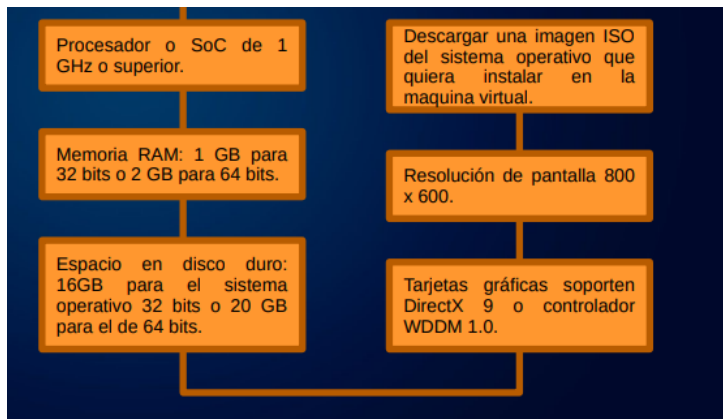 Procesador o SoC de 1
GHz o superior.
Memoria RAM: 1 GB para
32 bits o 2 GB para 64 bits.
Espacio en disco duro:
16GB para el sistema
operativo 32 bits o 20 GB
para el de 64 bits.
Tarjetas gráficas soporten
DirectX 9 o controlador
WDDM 1.0.
Resolución de pantalla 800
x 600.
Descargar una imagen ISO
del sistema operativo que
quiera instalar en la
maquina virtual.